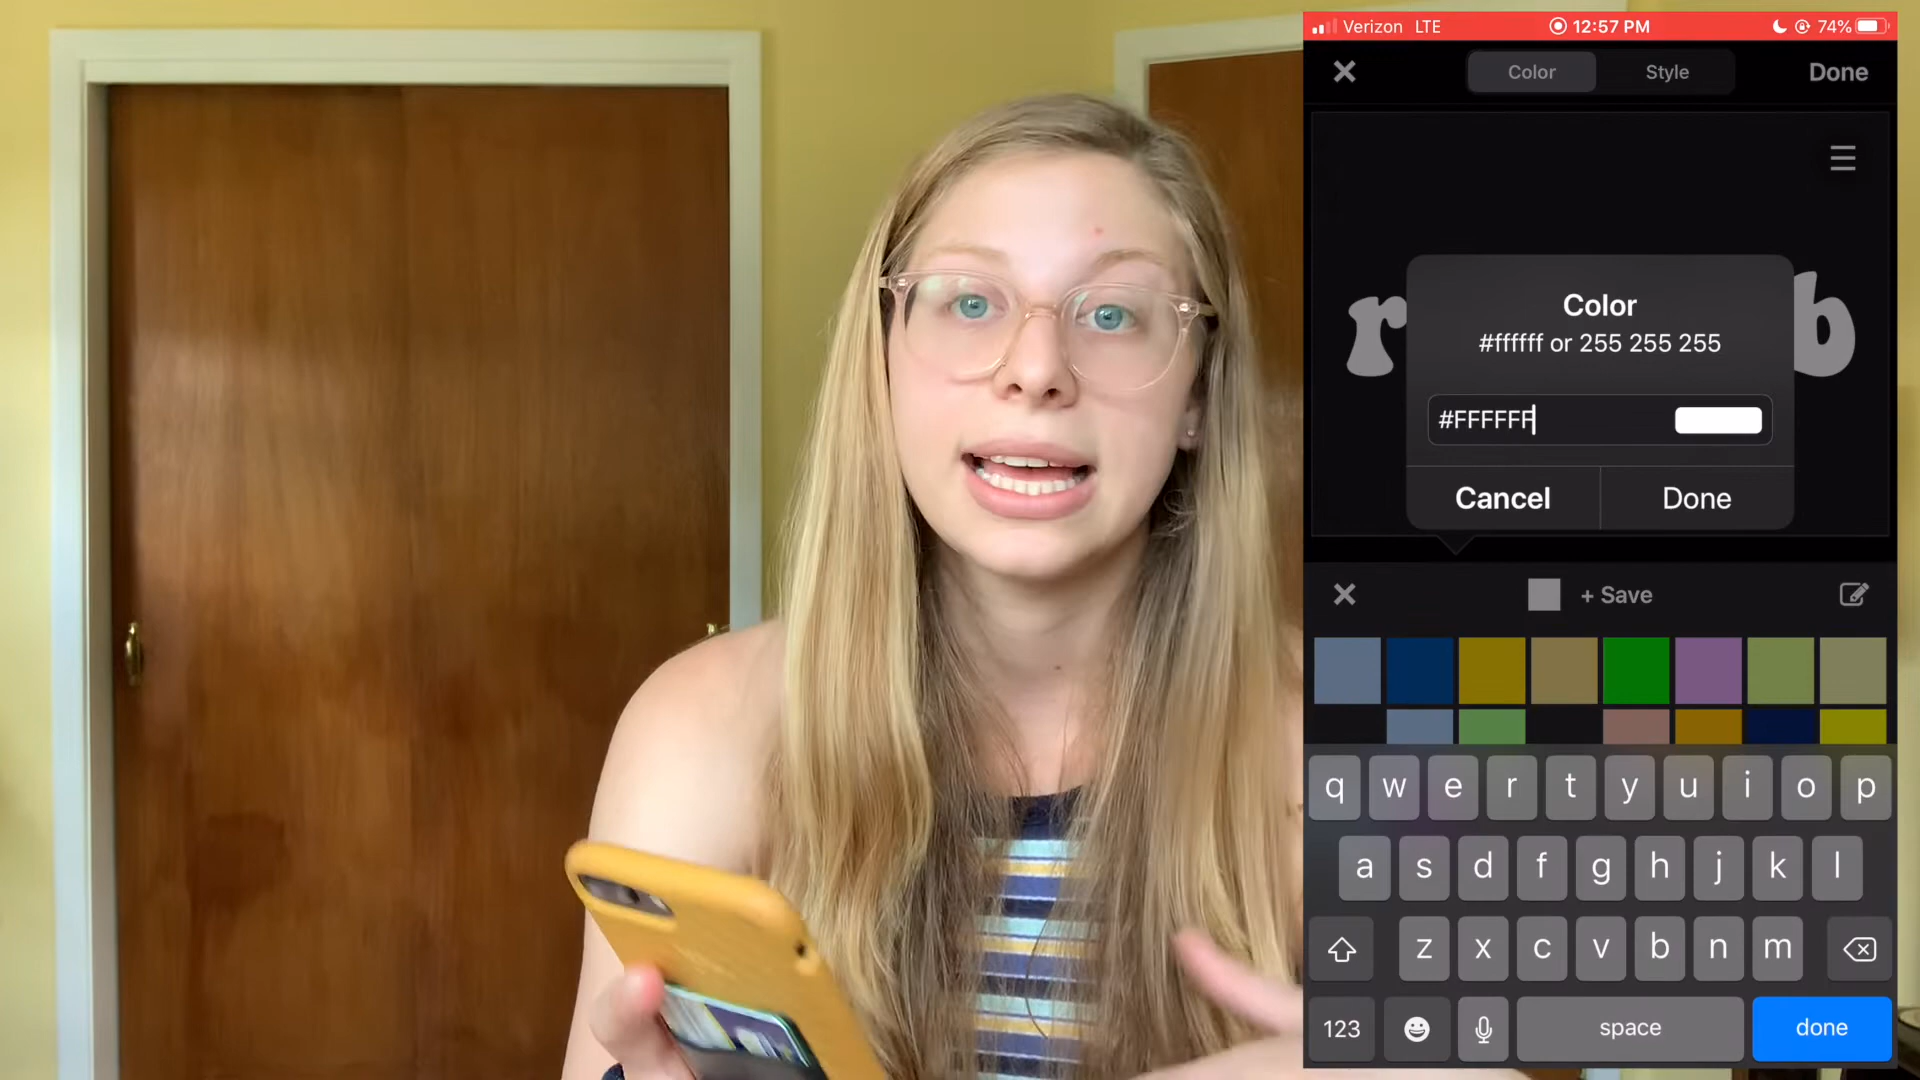 Verizon LTE 12:57 PM 74%
Color Style Done
r b
Color
#ffffff or 255 255 255
#FFFFFF
Cancel Done
+ Save
q w e r t y u i o p
a s d f g h j k l
z x c v b n m
123 space done